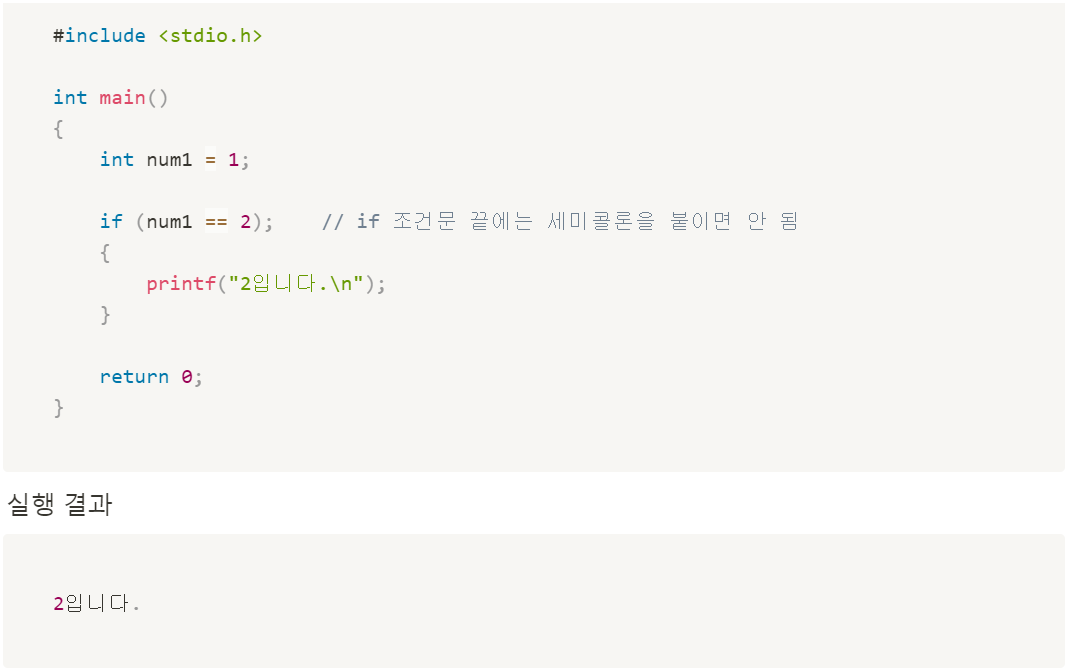 #include <stdio.h>
int main()
{
int num1 = 1;
if (num1 == 2);    // if 조건문 끝에는 세미콜론을 붙이면 안 됨
{
printf("2입니다.\n");
}
return 0;
}
실행 결과
2입니다.